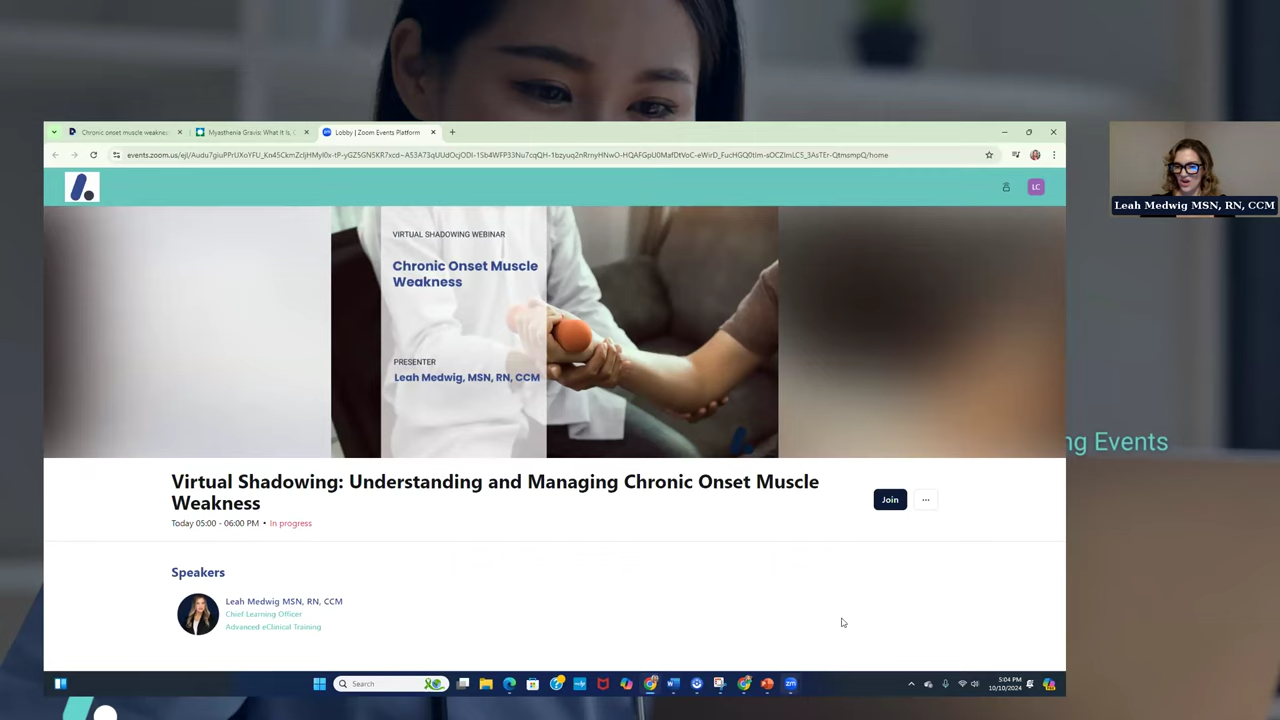 Chronic onset muscle weakne
Myasthenia Gravis: What It Is, C
Lobby | Zoom Events Platform
LC
VIRTUAL SHADOWING WEBINAR
Chronic Onset Muscle
Weakness
PRESENTER
Leah Medwig, MSN, RN, CCM
Leah Medwig MSN, RN, CCM
ng Events
Virtual Shadowing: Understanding and Managing Chronic Onset Muscle
Weakness
Today 05:00 - 06:00 PM • In progress
Join
Speakers
Leah Medwig MSN, RN, CCM
Chief Learning Officer
Advanced eClinical Training
Search
5:04 PM
10/10/2024